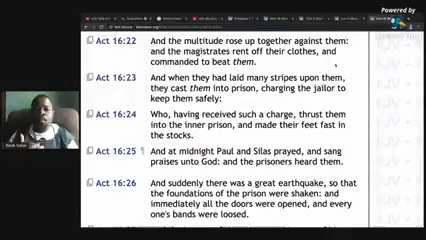 Powered by
Act 16:22 And the multitude rose up together against them:
and the magistrates rent off their clothes, and
commanded to beat them.
Act 16:23 And when they had laid many stripes upon them,
they cast them into prison, charging the jailor to
keep them safely:
Act 16:24 Who, having received such a charge, thrust them
into the inner prison, and made their feet fast in
the stocks.
Act 16:25 ¶ And at midnight Paul and Silas prayed, and sang
praises unto God: and the prisoners heard them.
Act 16:26 And suddenly there was a great earthquake, so that
the foundations of the prison were shaken: and
immediately all the doors were opened, and every
one's bands were loosed.